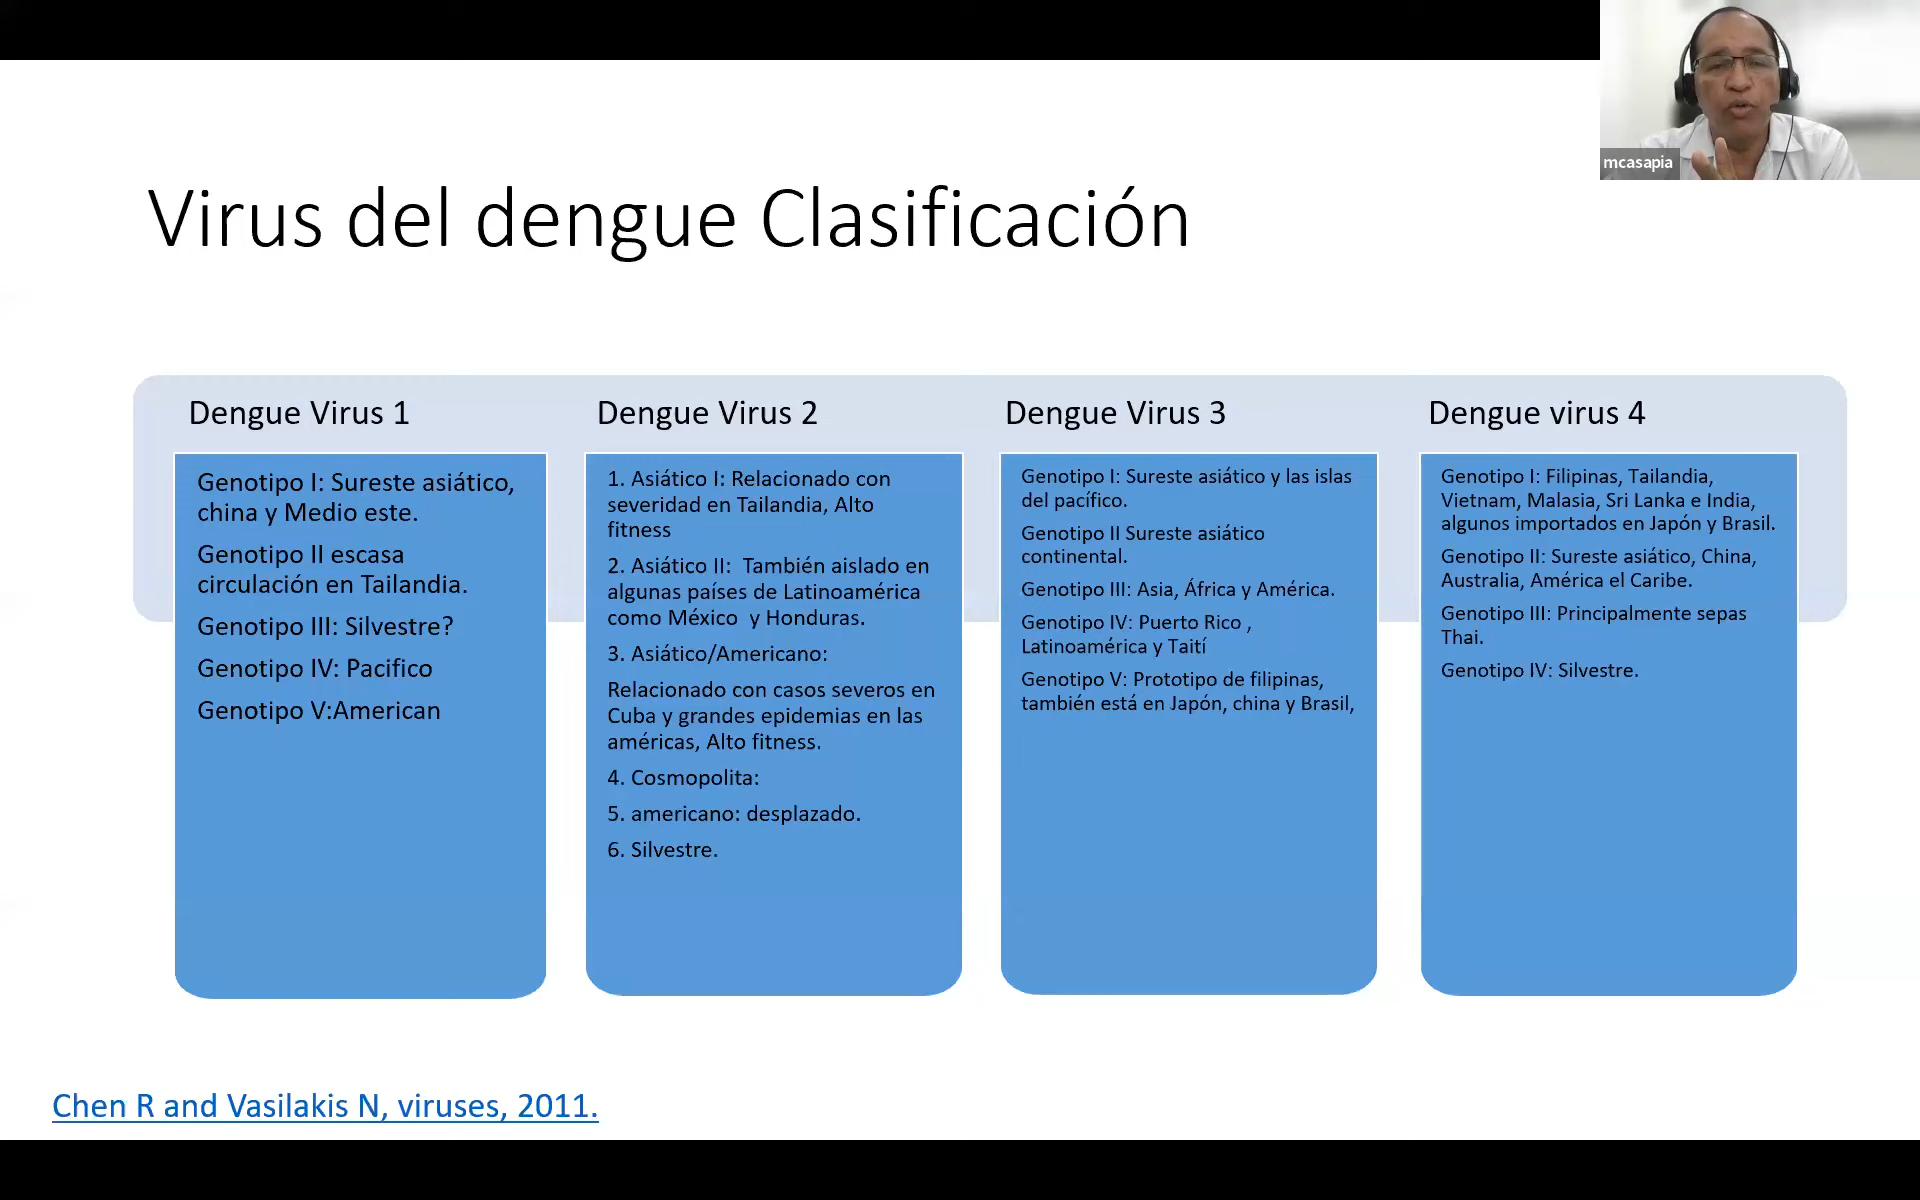 mcasapia
Virus del dengue Clasificación
Dengue Virus 1
Genotipo I: Sureste asiático,
china y Medio este.
Genotipo II escasa
circulación en Tailandia.
Genotipo III: Silvestre?
Genotipo IV: Pacifico
Genotipo V:American
Dengue Virus 2
1. Asiático I: Relacionado con
severidad en Tailandia, Alto
fitness
2. Asiático II:  También aislado en
algunas países de Latinoamérica
como México  y Honduras.
3. Asiático/Americano:
Relacionado con casos severos en
Cuba y grandes epidemias en las
américas, Alto fitness.
4. Cosmopolita:
5. americano: desplazado.
6. Silvestre.
Dengue Virus 3
Genotipo I: Sureste asiático y las islas
del pacífico.
Genotipo II Sureste asiático
continental.
Genotipo III: Asia, África y América.
Genotipo IV: Puerto Rico ,
Latinoamérica y Taití
Genotipo V: Prototipo de filipinas,
también está en Japón, china y Brasil,
Dengue virus 4
Genotipo I: Filipinas, Tailandia,
Vietnam, Malasia, Sri Lanka e India,
algunos importados en Japón y Brasil.
Genotipo II: Sureste asiático, China,
Australia, América el Caribe.
Genotipo III: Principalmente sepas
Thai.
Genotipo IV: Silvestre.
Chen R and Vasilakis N, viruses, 2011.